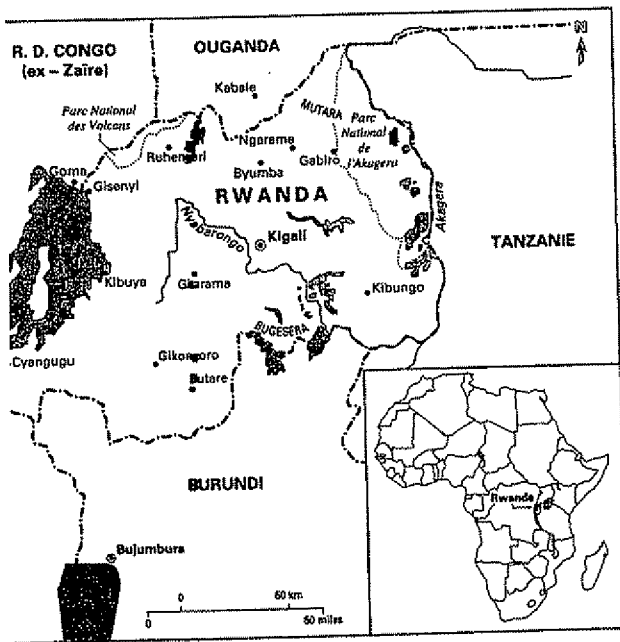 N
R. D. CONGO
(ex – Zaïre)
OUGANDA
Kabale
Parc National
des Volcans
MUTARA
Parc
National
de
l'Akagera
Ngarama
Ruhengeri
Gabiro
Byumba
Goma
Gisenyi
RWANDA
Akagera
Nyabarongo
Kigali
TANZANIE
Kibuye
Gitarama
Kibungo
BUGESERA
Cyangugu
Gikongoro
Butare
BURUNDI
Rwanda
Bujumbura
0
60 km
50 miles